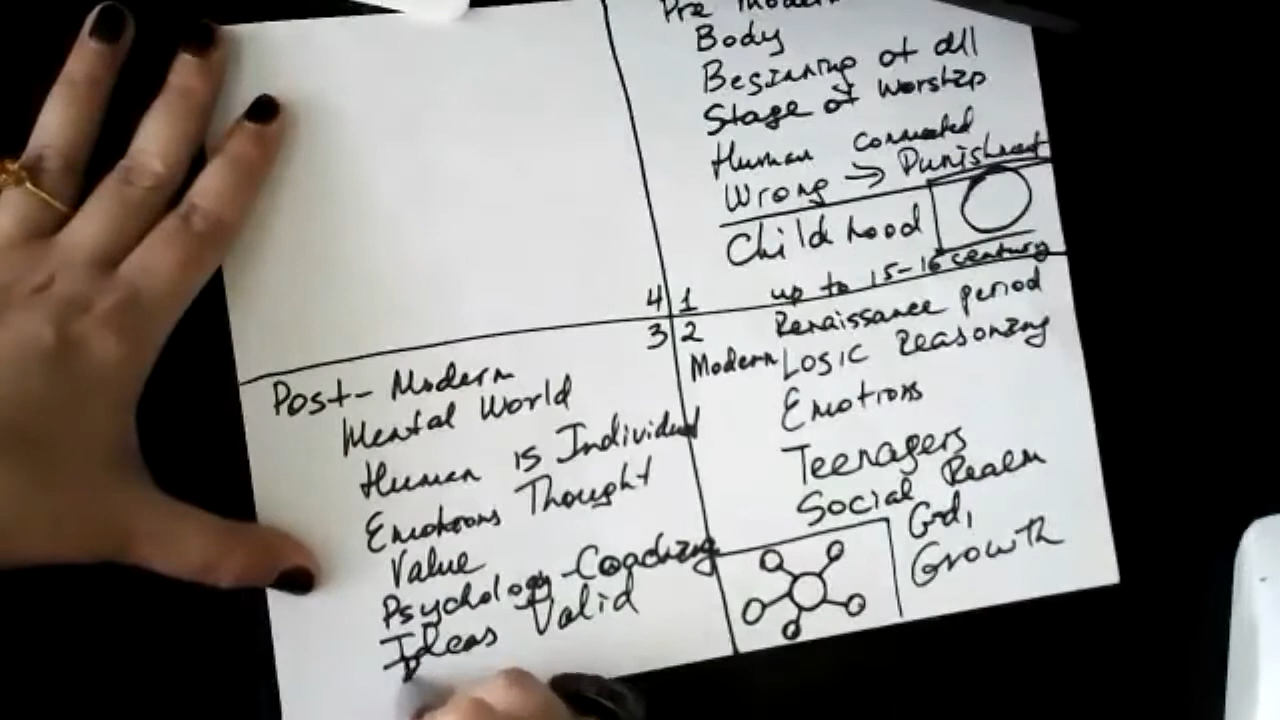 Pre Modern
Body
Beginning of all
Stage of Worship
Human connected
Wrong → Punishment
Childhood
up to 15-16 century
4 1
3 2
Renaissance period
Modern Logic Reasoning
Emotions
Teenagers
Social Realm
God,
Growth
Post-Modern
Mental World
Human is Individual
Emotions Thought
Value
Psychology-Coaching
Ideas Valid